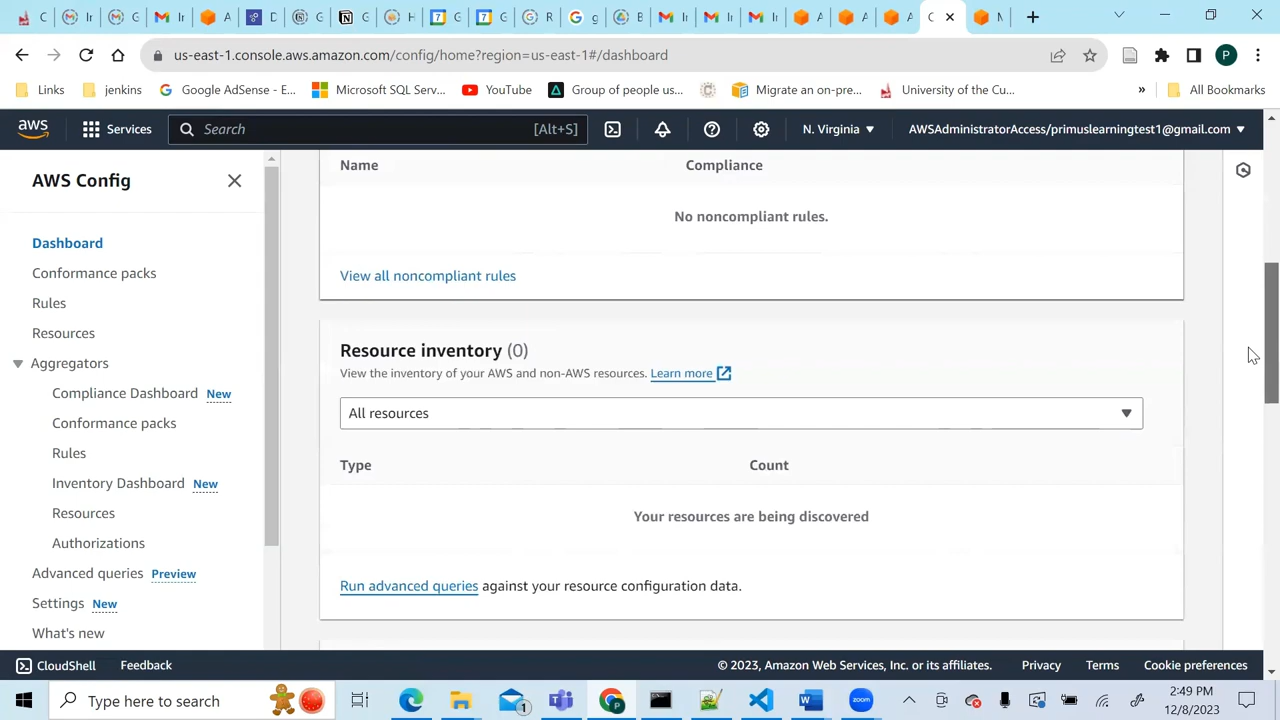 us-east-1.console.aws.amazon.com/config/home?region=us-east-1#/dashboard
P
Links
jenkins
Google AdSense - E...
Microsoft SQL Serv...
YouTube
Group of people us...
Migrate an on-pre...
University of the Cu...
»
All Bookmarks
aws
Services
Search
[Alt+S]
N. Virginia
AWSAdministratorAccess/primuslearningtest1@gmail.com
AWS Config
Dashboard
Conformance packs
Rules
Resources
Aggregators
Compliance Dashboard New
Conformance packs
Rules
Inventory Dashboard New
Resources
Authorizations
Advanced queries Preview
Settings New
What's new
Name
Compliance
No noncompliant rules.
View all noncompliant rules
Resource inventory (0)
View the inventory of your AWS and non-AWS resources. Learn more
All resources
Type
Count
Your resources are being discovered
Run advanced queries against your resource configuration data.
CloudShell
Feedback
© 2023, Amazon Web Services, Inc. or its affiliates.
Privacy
Terms
Cookie preferences
Type here to search
1
zoom
2:49 PM
12/8/2023